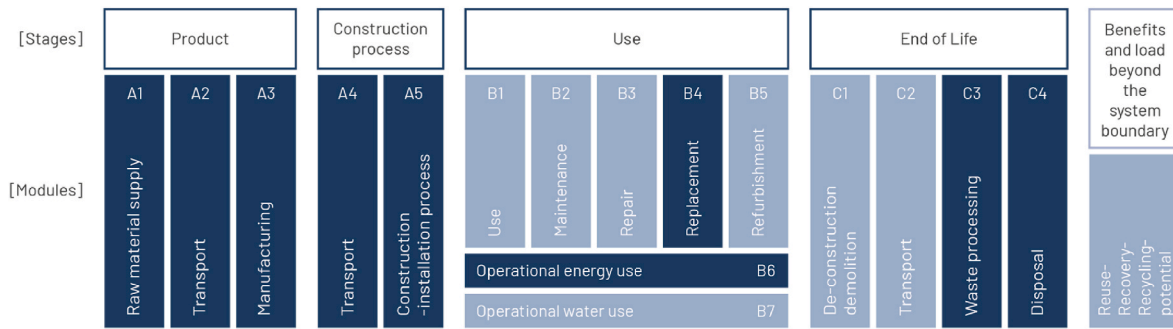 [Stages]
Product
Construction
process
Use
End of Life
Benefits
and load
beyond
the
system
boundary
[Modules]
A1
Raw material supply
A2
Transport
A3
Manufacturing
A4
Transport
A5
Construction
-installation process
B1
Use
B2
Maintenance
B3
Repair
B4
Replacement
B5
Refurbishment
Operational energy use B6
Operational water use B7
C1
De-construction
demolition
C2
Transport
C3
Waste processing
C4
Disposal
Reuse-
Recovery-
Recycling-
potential